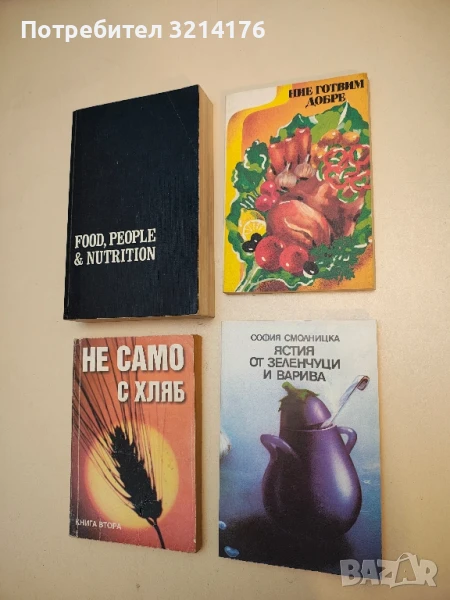 Потребител 3214176
FOOD, PEOPLE
& NUTRITION
НИЕ ГОТВИМ
ДОБРЕ
НЕ САМО
С ХЛЯБ
КНИГА ВТОРА
СОФИЯ СМОЛНИЦКА
ЯСТИЯ
ОТ ЗЕЛЕНЧУЦИ
И ВАРИВА
BAZAR